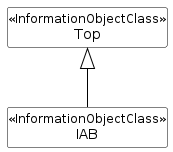 «InformationObjectClass»
Top
«InformationObjectClass»
IAB